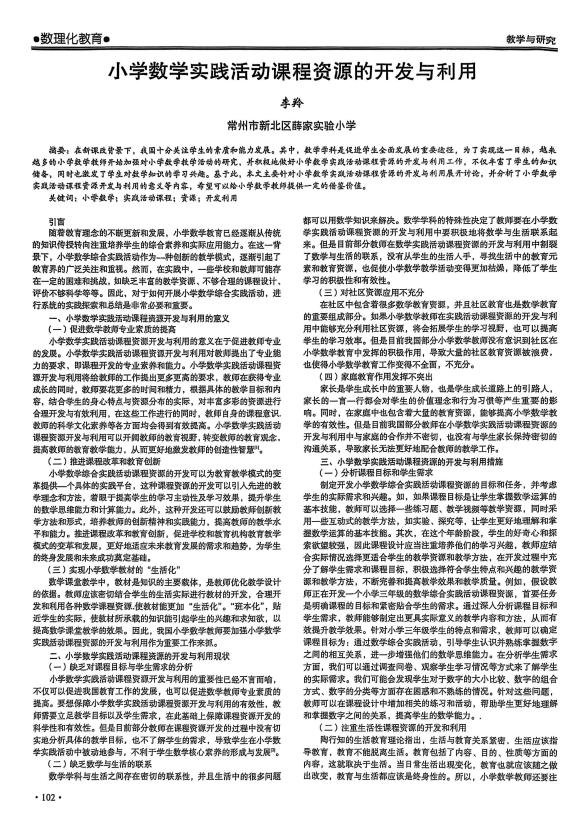 ●数理化教育●
教学与研究
小学数学实践活动课程资源的开发与利用
李羚
常州市新北区薛家实验小学
摘要：在新课改背景下，我国十分关注学生的素质和能力发展。其中，数学学科是促进学生全面发展的重要途径，为了实现这一目标，越来
越多的小学数学教师开始加强对小学数学教学活动的研究，并积极地做好小学数学实践活动课程资源的开发与利用工作，不仅丰富了学生的知识
储备，同时也激发了学生对数学知识的学习兴趣。基于此，本文主要针对小学数学实践活动课程资源的开发与利用展开讨论，并分析了小学数学
实践活动课程资源开发与利用的意义等内容，希望可以给小学数学教师提供一定的借鉴价值。
关键词：小学数学；实践活动课程；资源；开发利用
引言
随着教育理念的不断更新和发展，小学数学教育已经逐渐从传统
的知识传授转向注重培养学生的综合素养和实际应用能力。在这一背
景下，小学数学综合实践活动作为一种创新的教学模式，逐渐引起了
教育界的广泛关注和重视。然而，在实践中，一些学校和教师可能存
在一定的困难和挑战，如缺乏丰富的教学资源、不够合理的课程设计、
评价不够科学等等。因此，对于如何开展小学数学综合实践活动，进
行系统的实践探索和总结是非常必要和重要。
一、小学数学实践活动课程资源开发与利用的意义
（一）促进数学教师专业素质的提高
小学数学实践活动课程资源开发与利用的意义在于促进教师专业
的发展。小学数学实践活动课程资源开发与利用对教师提出了专业能
力的要求，即课程开发的专业素养和能力。小学数学实践活动课程资
源开发与利用将给教师的工作提出更多更高的要求，教师在获得专业
成长的同时，教师要花更多的时间和精力，根据具体的教学目标和内
容，结合学生的身心特点与资源分布的实际，对丰富多彩的资源进行
合理开发与有效利用，在这些工作进行的同时，教师自身的课程意识、
教师的科学文化素养等各方面均会得到有效提高。小学数学实践活动
课程资源开发与利用可以开阔教师的教育视野，转变教师的教育观念，
提高教师的教育教学能力，从而更好地激发教师的创造性智慧[1]。
（二）推进课程改革和教育创新
小学数学综合实践活动课程资源的开发可以为教育教学模式的变
革提供一个具体的实践平台，这种课程资源的开发可以引入先进的教
学理念和方法，着眼于提高学生的学习主动性及学习效果，提升学生
的数学思维能力和计算能力。此外，这种开发还可以鼓励教师创新教
学方法和形式，培养教师的创新精神和实践能力，提高教师的教学水
平和能力。推进课程改革和教育创新，促进学校和教育机构教育教学
模式的变革和发展，更好地适应未来教育发展的需求和趋势，为学生
的终身发展和未来成功奠定基础。
（三）实现小学数学教材的“生活化”
数学课堂教学中，教材是知识的主要载体，是教师优化教学设计
的依据。教师应该密切结合学生的生活实际进行教材的开发，合理开
发和利用各种数学课程资源，使教材能更加“生活化”。“班本化”，贴
近学生的实际，使教材所承载的知识能引起学生的兴趣和求知欲，以
提高数学课堂教学的效果。因此，我国小学数学教师要加强小学数学
实践活动课程资源的开发与利用作为重要工作来抓。
二、小学数学实践活动课程资源的开发与利用现状
（一）缺乏对课程目标与学生需求的分析
小学数学实践活动课程资源的开发与利用的重要性已经不言而喻，
不仅可以促进我国教育工作的发展，也可以促进数学教师专业素质的
提高。要想保障小学数学实践活动课程资源开发与利用的有效性，教
师需要立足教学目标以及学生需求，在此基础上保障课程资源开发的
科学性和有效性。但是目前部分教师在课程资源开发的过程中没有切
实地分析具体的教学目标，也不了解学生的需求，导致学生在小学数
学实践活动中被动地参与，不利于学生数学核心素养的形成与发展[2]。
（二）缺乏数学与生活的联系
数学学科与生活之间存在密切的联系性，并且生活中的很多问题
都可以用数学知识来解决。数学学科的特殊性决定了教师要在小学数
学实践活动课程资源的开发与利用中要积极地将数学与生活联系起
来。但是目前部分教师在数学实践活动课程资源的开发与利用中割裂
了数学与生活的联系，没有从学生的生活入手，寻找生活中的教育元
素和教育资源，也促使小学数学教学活动变得更加枯燥，降低了学生
学习的积极性和有效性。
（三）对社区资源应用不充分
在社区中包含着很多数学教育资源，并且社区教育也是数学教育
的重要组成部分。如果小学数学教师在实践活动课程资源的开发与利
用中能够充分利用社区资源，将会拓展学生的学习视野，也可以提高
学生的学习效率。但是目前我国部分小学数学教师没有意识到社区在
小学数学教育中发挥的积极作用，导致大量的社区教育资源被浪费，
也使得小学数学教育工作变得不全面，不充分。
（四）家庭教育作用发挥不突出
家长是学生成长中的重要人物，也是学生成长道路上的引路人，
家长的一言一行都会对学生的价值理念和行为习惯等产生重要的影
响。同时，在家庭中也包含着大量的教育资源，能够提高小学数学教
学的有效性。但是目前我国部分教师在小学数学实践活动课程资源的
开发与利用中与家庭的合作并不密切，也没有与学生家长保持密切的
沟通关系，导致家长无法更好地配合教师的教学工作。
三、小学数学实践活动课程资源的开发与利用措施
（一）分析课程目标和学生需求
制定开发小学数学综合实践活动课程资源的目标和任务，并考虑
学生的实际需求和兴趣。如，如果课程目标是让学生掌握数学运算的
基本技能，教师可以选择一些练习题、教学视频等教学资源，同时采
用一些互动式的教学方法，如实验、探究等，让学生更好地理解和掌
握数学运算的基本技能。其次，在这个年龄阶段，学生的好奇心和探
索欲望较强，因此课程设计应当注重培养他们的学习兴趣，教师应结
合实际情况选择更适合学生的教学资源和教学方法，在开发过程中充
分了解学生需求和课程目标，积极选择符合学生特点和兴趣的教学资
源和教学方法，不断完善和提高教学效果和教学质量。例如，假设教
师正在开发一个小学三年级的数学综合实践活动课程资源，首要任务
是明确课程的目标和紧密贴合学生的需求。通过深入分析课程目标和
学生需求，教师能够制定出更具实际意义的教学内容和方法，从而有
效提升教学效果。针对小学三年级学生的特点和需求，教师可以确定
课程目标为：通过数学综合实践活动，引导学生认识并熟练掌握数字
之间的相互关系，进一步增强他们的数学思维能力。在分析学生需求
方面，我们可以通过调查问卷、观察学生学习情况等方式来了解学生
的实际需求。我们可能会发现学生对于数字的大小比较、数字的组合
方式、数字的分类等方面存在困惑和不熟练的情况。针对这些问题，
教师可以在课程设计中增加相关的练习和活动，帮助学生更好地理解
和掌握数字之间的关系，提高学生的数学能力。
（二）注重生活性课程资源的开发和利用
陶行知的生活教育理论指出，生活与教育关系紧密，生活应该指
导教育，教育不能脱离生活。教育包括了内容、目的、性质等方面的
内容，这就取决于生活。当日常生活出现变化，教育也就应该随之做
出改变，教育与生活都应该是终身性的。所以，小学数学教师还要注
·102·